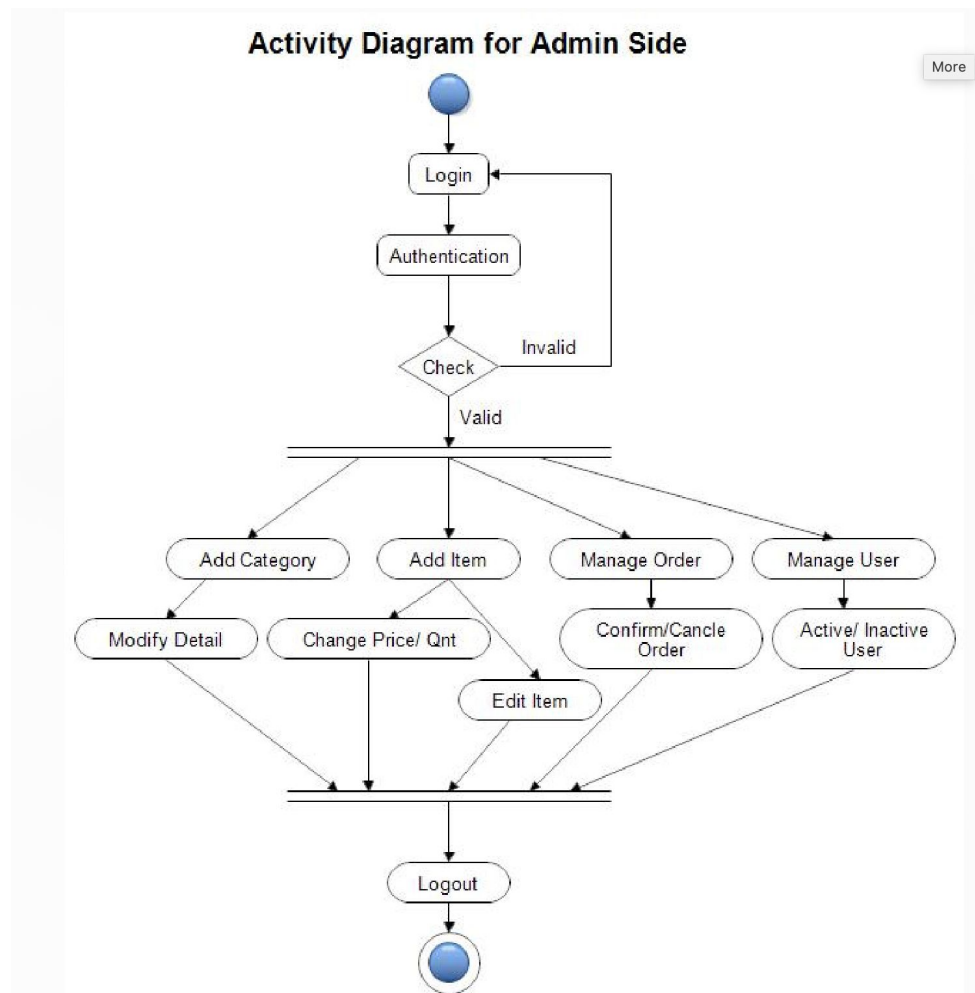 Activity Diagram for Admin Side
More
Login
Authentication
Check
Invalid
Valid
Add Category
Add Item
Manage Order
Manage User
Modify Detail
Change Price/ Qnt
Confirm/Cancle
Order
Active/ Inactive
User
Edit Item
Logout